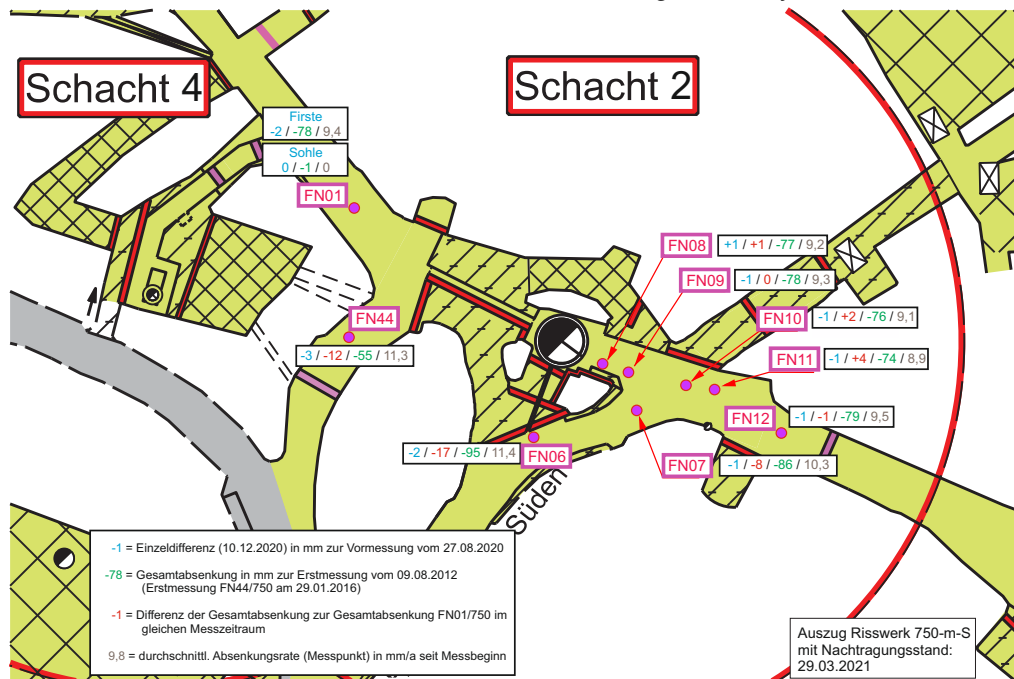 Schacht 4
Schacht 2
Firste
-2 / -78 / 9,4
Sohle
0 / -1 / 0
FN01
FN08
+1 / +1 / -77 / 9,2
FN09
-1 / 0 / -78 / 9,3
FN10
-1 / +2 / -76 / 9,1
FN44
-3 / -12 / -55 / 11,3
FN11
-1 / +4 / -74 / 8,9
FN12
-1 / -1 / -79 / 9,5
-2 / -17 / -95 / 11,4
FN06
FN07
-1 / -8 / -86 / 10,3
Süden
-1 = Einzeldifferenz (10.12.2020) in mm zur Vormessung vom 27.08.2020
-78 = Gesamtabsenkung in mm zur Erstmessung vom 09.08.2012
(Erstmessung FN44/750 am 29.01.2016)
-1 = Differenz der Gesamtabsenkung zur Gesamtabsenkung FN01/750 im
gleichen Messzeitraum
9,8 = durchschnittl. Absenkungsrate (Messpunkt) in mm/a seit Messbeginn
Auszug Risswerk 750-m-S
mit Nachtragungsstand:
29.03.2021